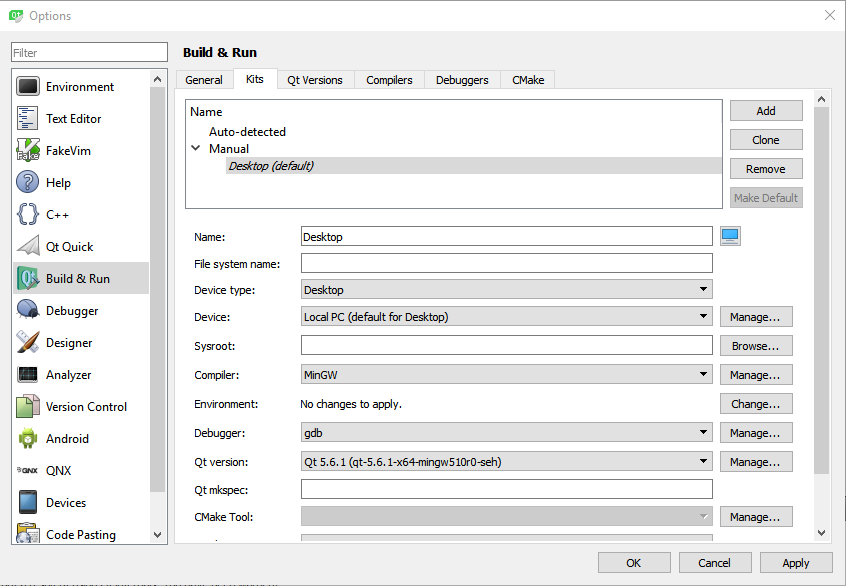 Options
Filter
Environment
Text Editor
FakeVim
Help
C++
Qt Quick
Build & Run
Debugger
Designer
Analyzer
Version Control
Android
QNX
Devices
Code Pasting
Build & Run
General Kits Qt Versions Compilers Debuggers CMake
Name
Auto-detected
Manual
Desktop (default)
Add
Clone
Remove
Make Default
Name: Desktop
File system name:
Device type: Desktop
Device: Local PC (default for Desktop) Manage...
Sysroot: Browse...
Compiler: MinGW Manage...
Environment: No changes to apply. Change...
Debugger: gdb Manage...
Qt version: Qt 5.6.1 (qt-5.6.1-x64-mingw510r0-seh) Manage...
Qt mkspec:
CMake Tool: Manage...
OK Cancel Apply